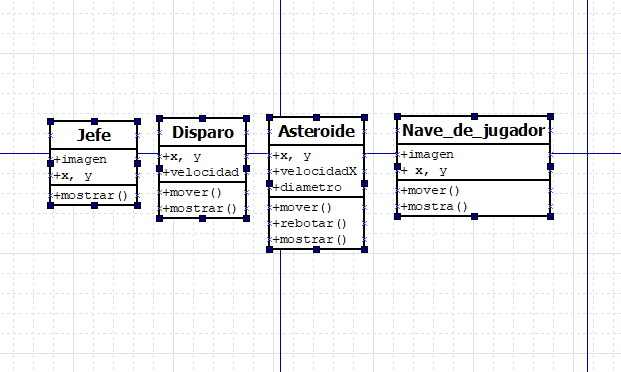 Jefe
+imagen
+x, y
+mostrar()
Disparo
+x, y
+velocidad
+mover()
+mostrar()
Asteroide
+x, y
+velocidadX
+diametro
+mover()
+rebotar()
+mostrar()
Nave_de_jugador
+imagen
+ x, y
+mover()
+mostra()